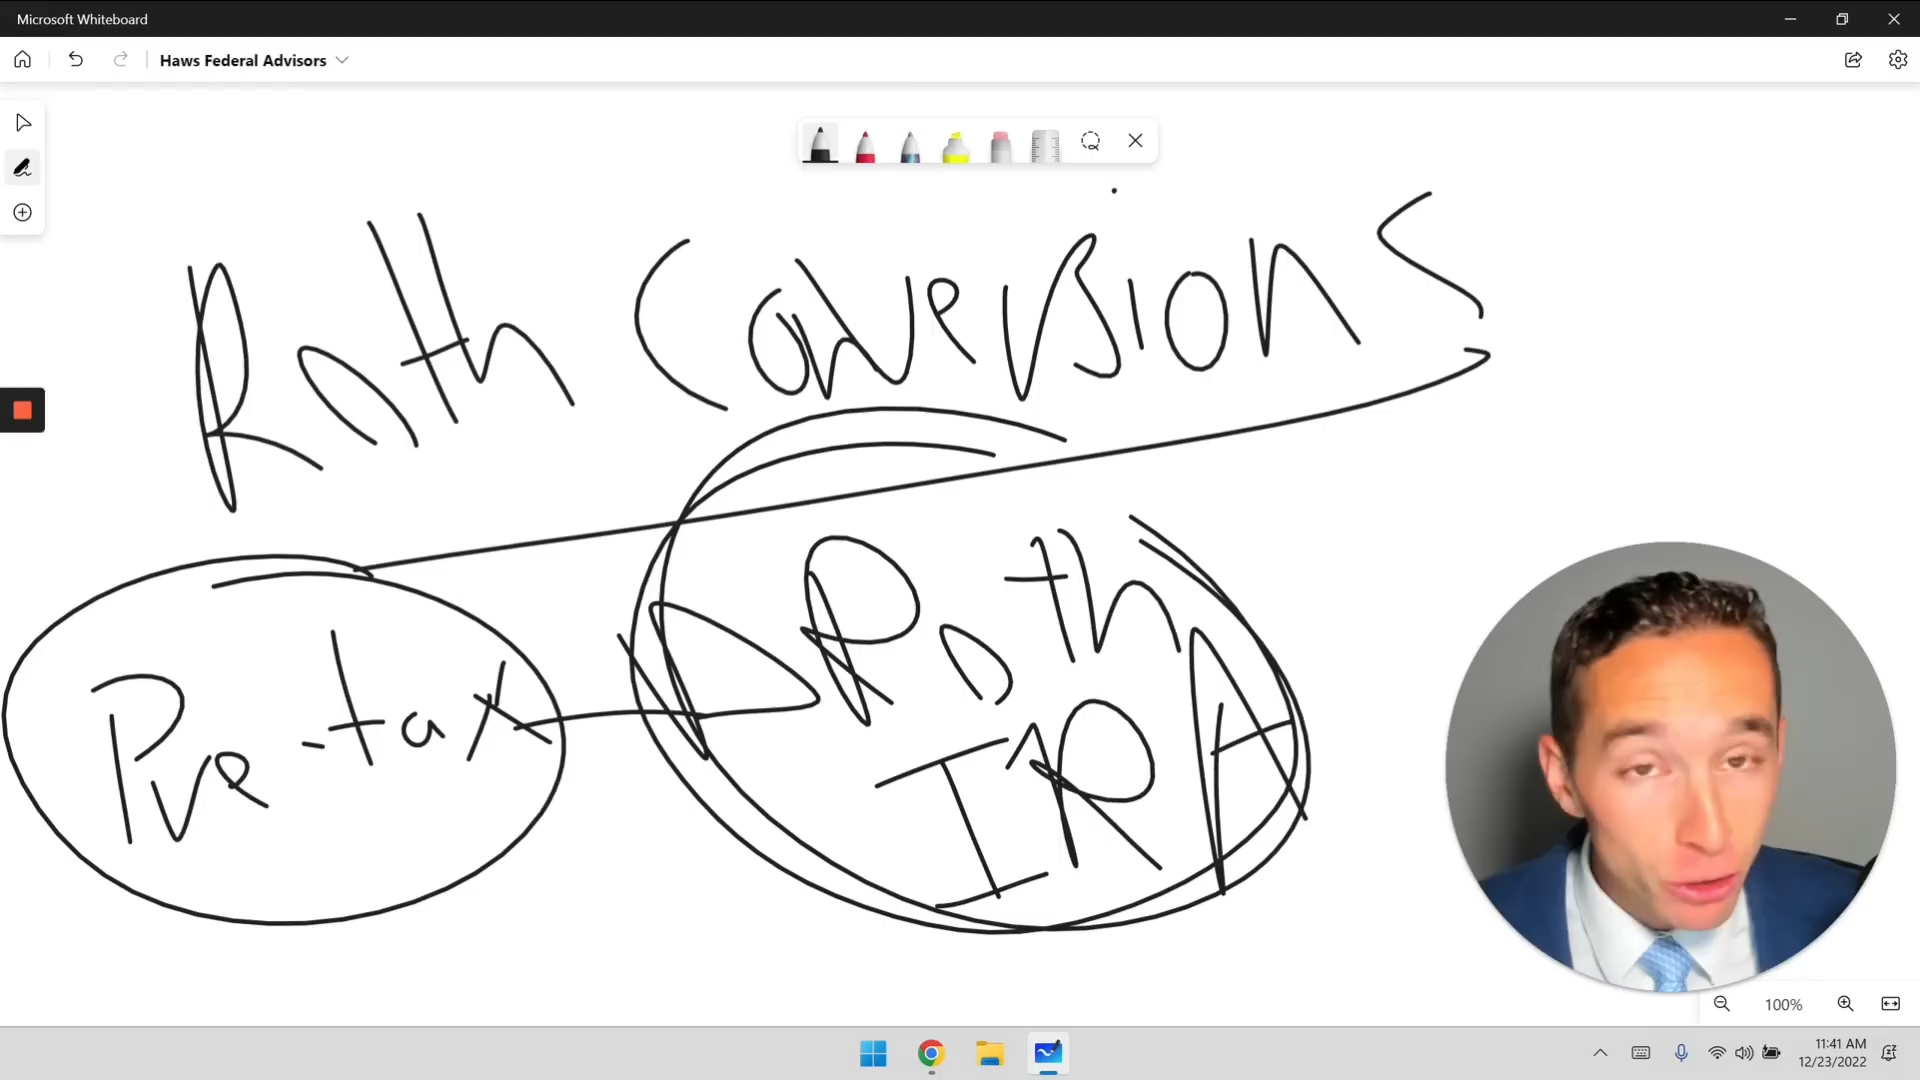 Microsoft Whiteboard
Haws Federal Advisors
Roth Conversions
Pre-tax
Roth
IRA
100%
11:41 AM
12/23/2022